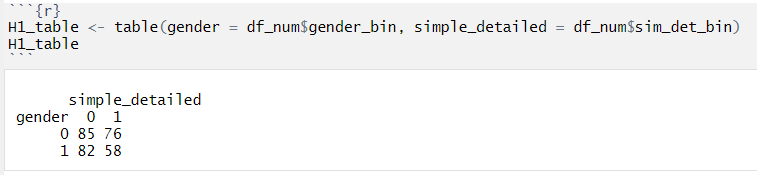 ```{r}
H1_table <- table(gender = df_num$gender_bin, simple_detailed = df_num$sim_det_bin)
H1_table
```
simple_detailed
gender 0 1
0 85 76
1 82 58